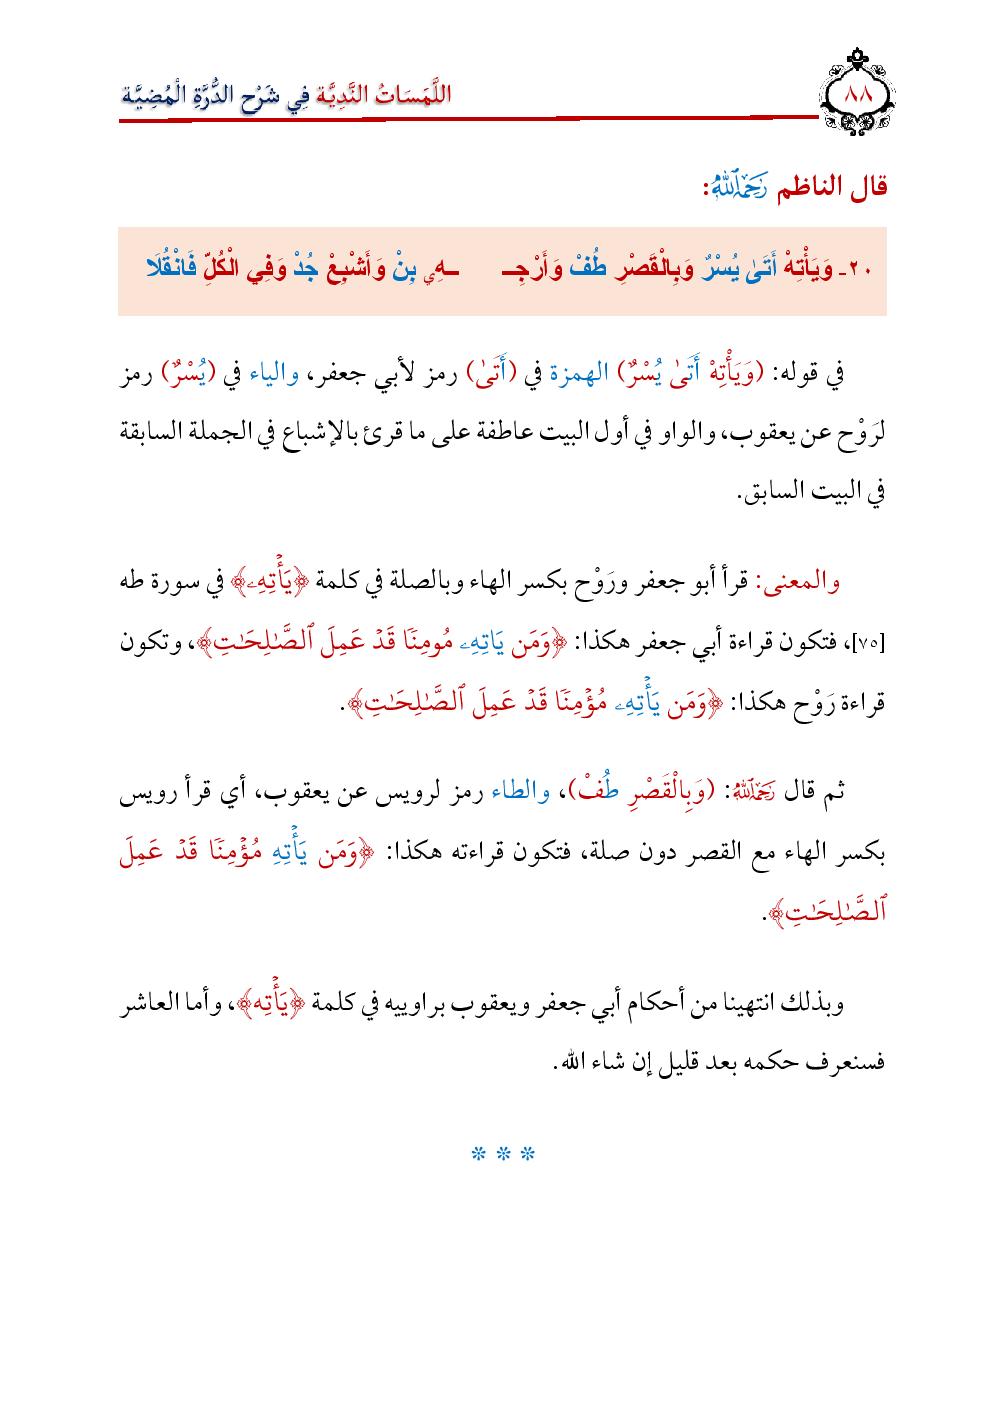 اللَّمَسَاتُ النَّدِيَّة فِي شَرْحِ الدُّرَّةِ الْمُضِيَّة
٨٨
قال الناظم رَحِمَهُ اللَّهُ:
٢٠- وَيَأْتِهْ أَتَىٰ يُسْرٌ وَبِالْقَصْرِ طُفْ وَأَرْجِـ ـهِي بِنْ وَأَشْبِعْ جُدْ وَفِي الْكُلِّ فَانْقُلَا
في قوله: (وَيَأْتِهْ أَتَىٰ يُسْرٌ) الهمزة في (أَتَىٰ) رمز لأبي جعفر، والياء في (يُسْرٌ) رمز
لرَوْح عن يعقوب، والواو في أول البيت عاطفة على ما قرئ بالإشباع في الجملة السابقة
في البيت السابق.
والمعنى: قرأ أبو جعفر ورَوْح بكسر الهاء وبالصلة في كلمة ﴿يَأۡتِهِۦ﴾ في سورة طه
[٧٥]، فتكون قراءة أبي جعفر هكذا: ﴿وَمَن يَاتِهِۦ مُومِنٗا قَدۡ عَمِلَ ٱلصَّٰلِحَٰتِ﴾، وتكون
قراءة رَوْح هكذا: ﴿وَمَن يَأۡتِهِۦ مُؤۡمِنٗا قَدۡ عَمِلَ ٱلصَّٰلِحَٰتِ﴾.
ثم قال رَحِمَهُ اللَّهُ: (وَبِالْقَصْرِ طُفْ)، والطاء رمز لرويس عن يعقوب، أي قرأ رويس
بكسر الهاء مع القصر دون صلة، فتكون قراءته هكذا: ﴿وَمَن يَأۡتِهِ مُؤۡمِنٗا قَدۡ عَمِلَ
ٱلصَّٰلِحَٰتِ﴾.
وبذلك انتهينا من أحكام أبي جعفر ويعقوب براوييه في كلمة ﴿يَأۡتِه﴾، وأما العاشر
فسنعرف حكمه بعد قليل إن شاء الله.
* * *